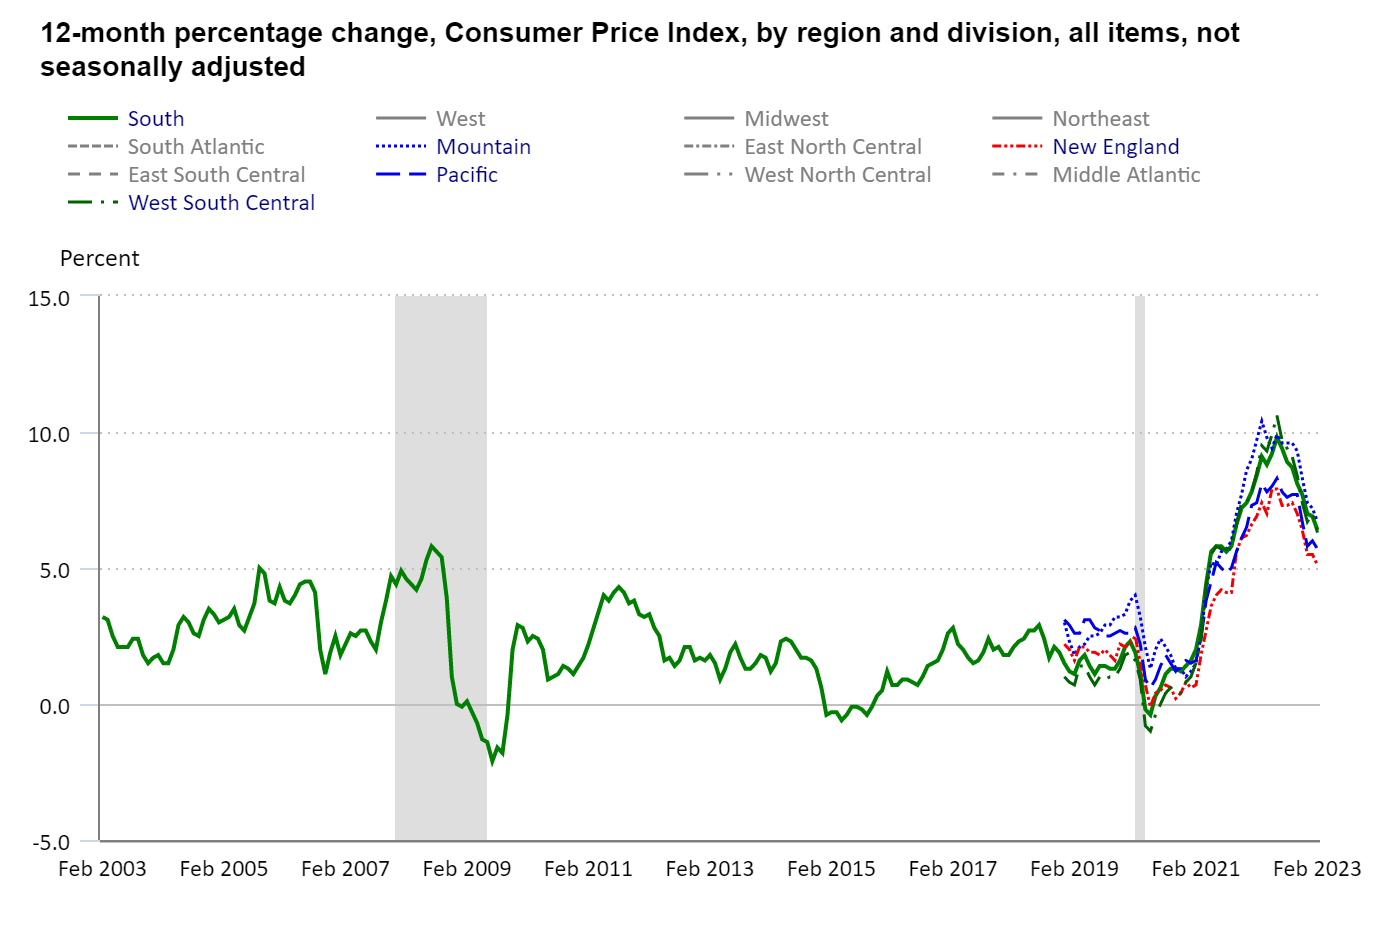 12-month percentage change, Consumer Price Index, by region and division, all items, not
seasonally adjusted
South West Midwest Northeast
South Atlantic Mountain East North Central New England
East South Central Pacific West North Central Middle Atlantic
West South Central
Percent
15.0
10.0
5.0
0.0
-5.0
Feb 2003 Feb 2005 Feb 2007 Feb 2009 Feb 2011 Feb 2013 Feb 2015 Feb 2017 Feb 2019 Feb 2021 Feb 2023